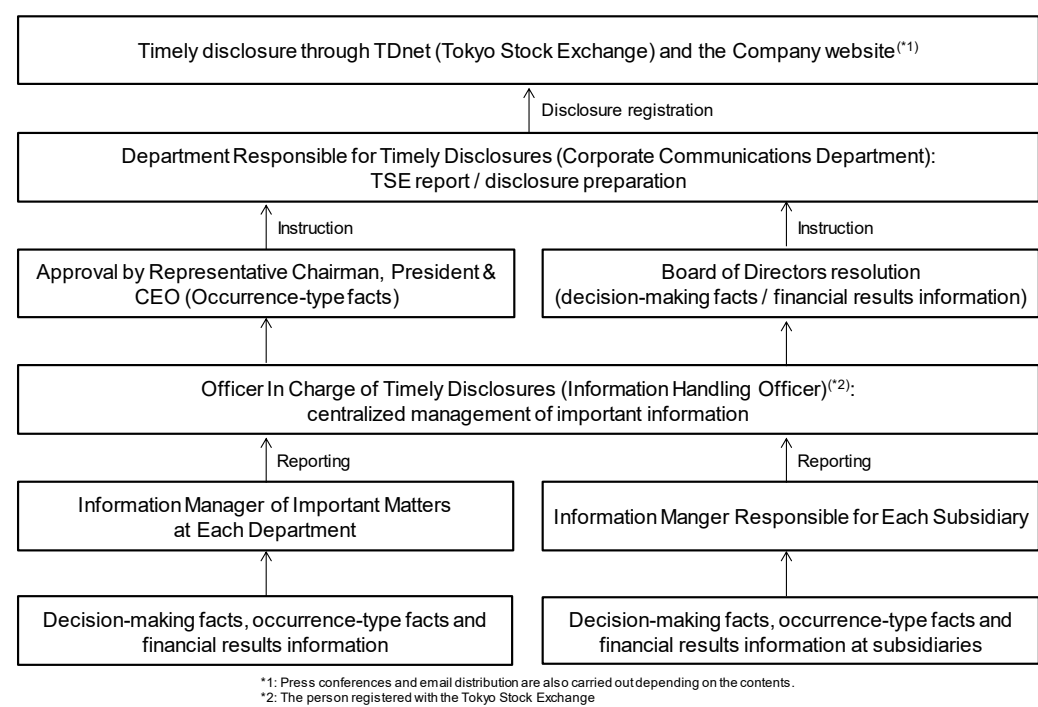 Timely disclosure through TDnet (Tokyo Stock Exchange) and the Company website(*1)
Disclosure registration
Department Responsible for Timely Disclosures (Corporate Communications Department):
TSE report / disclosure preparation
Instruction
Instruction
Approval by Representative Chairman, President &
CEO (Occurrence-type facts)
Board of Directors resolution
(decision-making facts / financial results information)
Officer In Charge of Timely Disclosures (Information Handling Officer)(*2):
centralized management of important information
Reporting
Reporting
Information Manager of Important Matters
at Each Department
Information Manger Responsible for Each Subsidiary
Decision-making facts, occurrence-type facts and
financial results information
Decision-making facts, occurrence-type facts and
financial results information at subsidiaries
*1: Press conferences and email distribution are also carried out depending on the contents.
*2: The person registered with the Tokyo Stock Exchange